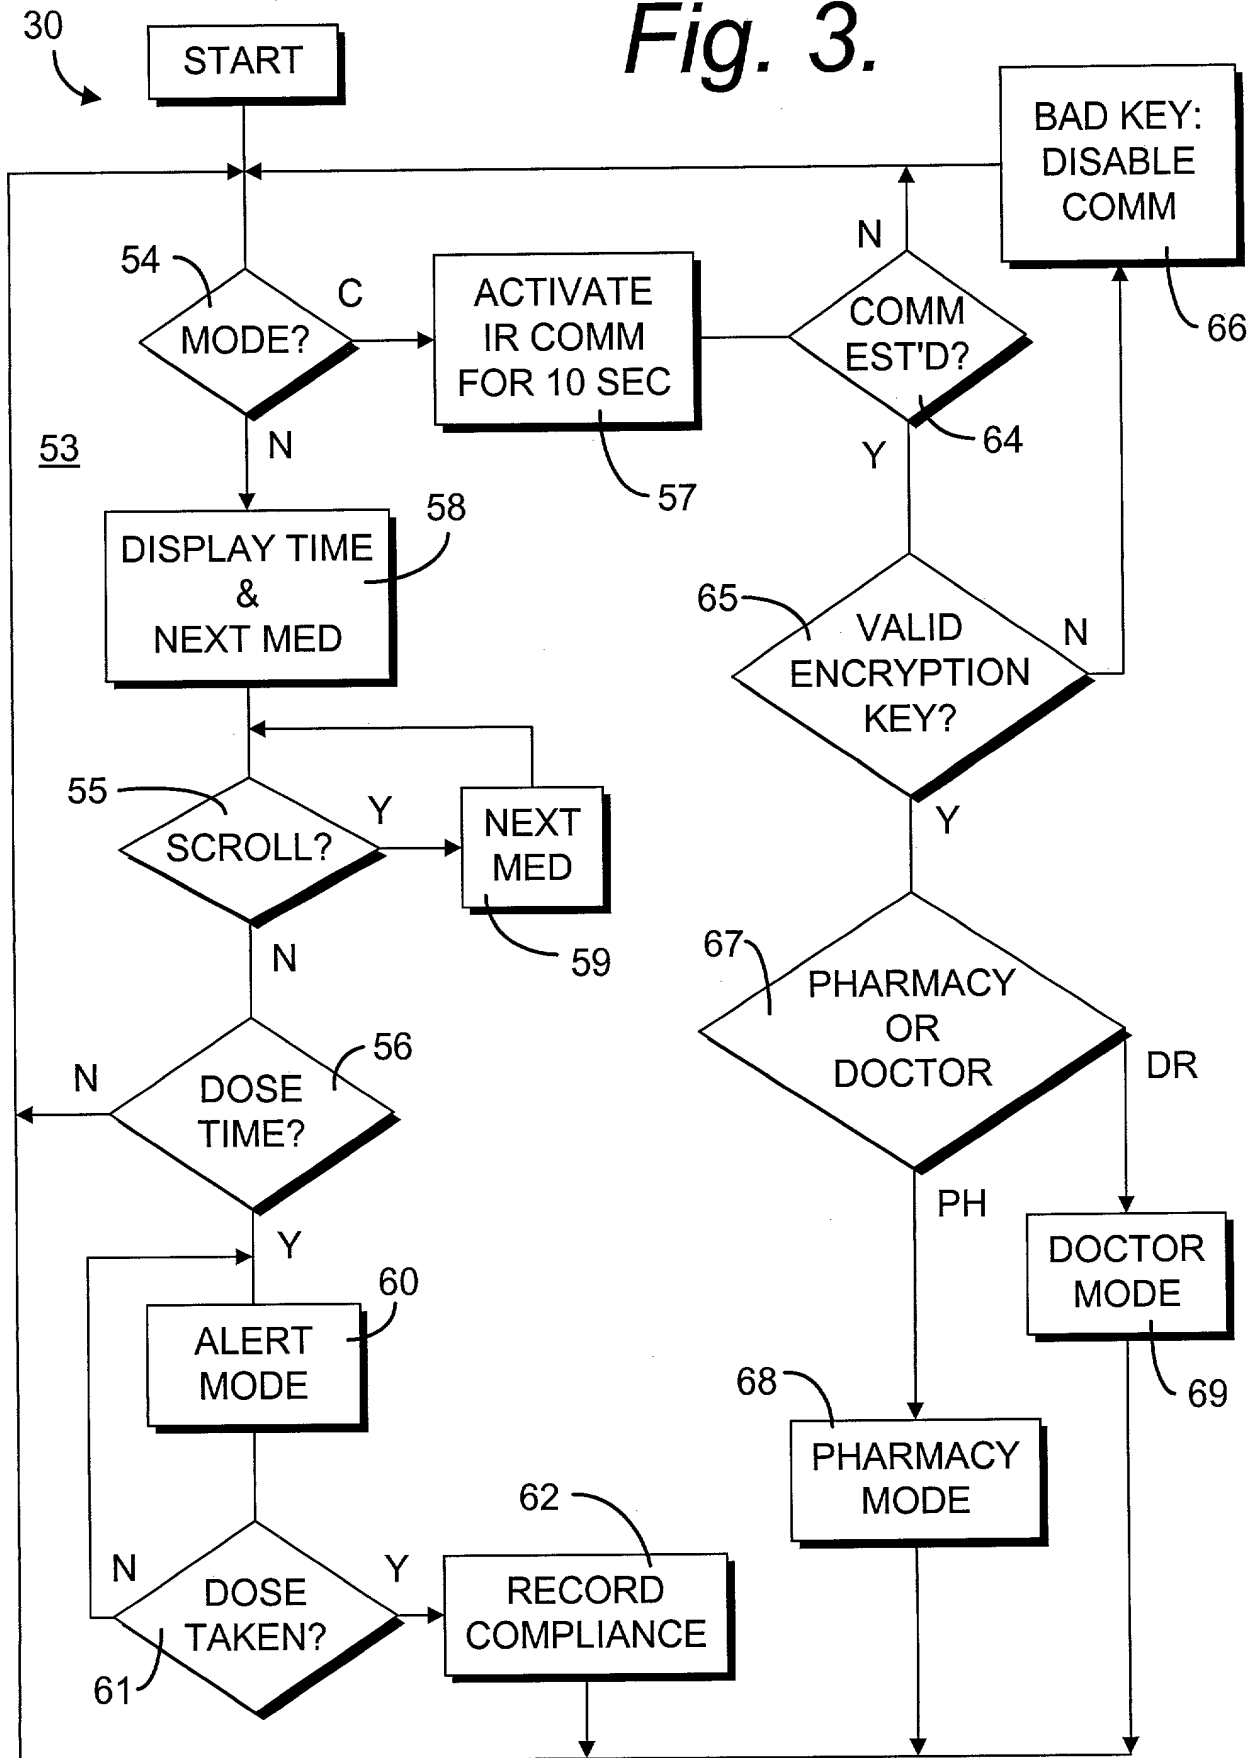 Fig. 3.
30
START
BAD KEY:
DISABLE
COMM
66
54
MODE?
C
N
ACTIVATE
IR COMM
FOR 10 SEC
57
N
COMM
EST'D?
64
Y
53
58
DISPLAY TIME
&
NEXT MED
65
VALID
ENCRYPTION
KEY?
N
Y
55
SCROLL?
Y
NEXT
MED
59
N
67
PHARMACY
OR
DOCTOR
DR
PH
56
DOSE
TIME?
N
Y
60
ALERT
MODE
DOCTOR
MODE
69
68
PHARMACY
MODE
61
DOSE
TAKEN?
N
Y
62
RECORD
COMPLIANCE